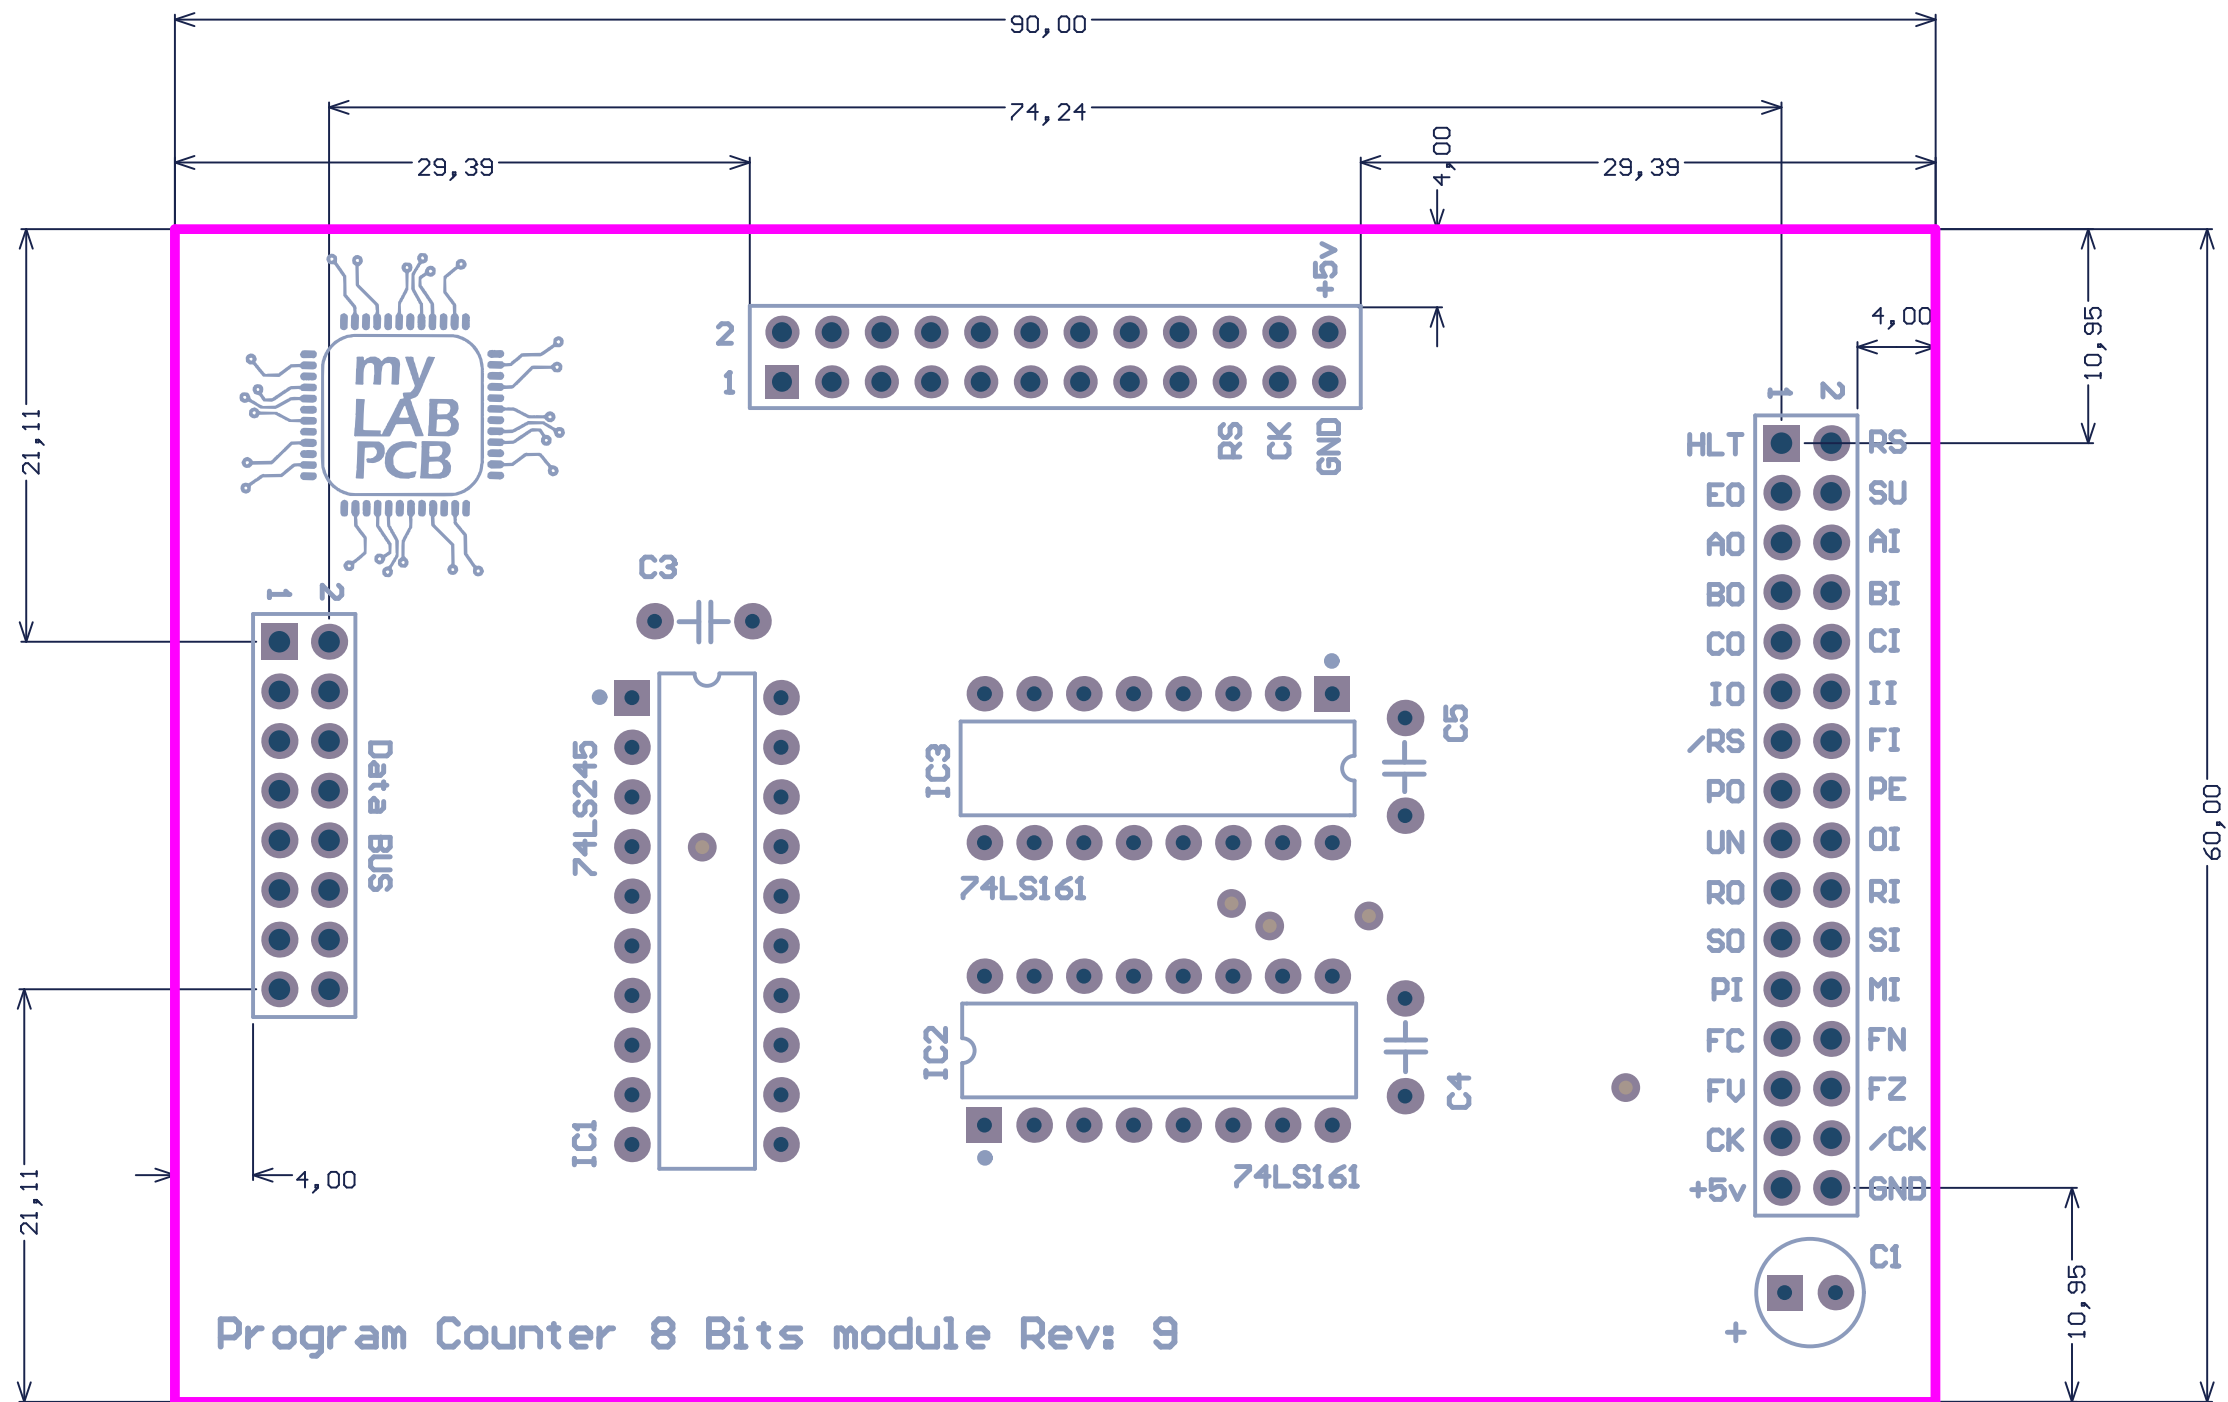 90,00
74,24
29,39
4,00
29,39
+5v
2
1
RS
CK
GND
my
LAB
PCB
21,11
10,95
4,00
1
2
HLT RS
EO SU
AO AI
BO BI
CO CI
IO II
/RS FI
PO PE
UN OI
RO RI
SO SI
PI MI
FC FN
FV FZ
CK /CK
+5v GND
1
2
Data BUS
C3
74LS245
IC1
IC3
C5
74LS161
IC2
C4
74LS161
60,00
21,11
4,00
10,95
C1
+
Program Counter 8 Bits module Rev: 9